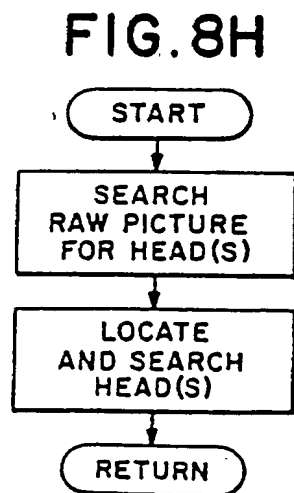 FIG. 8H
START
SEARCH
RAW PICTURE
FOR HEAD(S)
LOCATE
AND SEARCH
HEAD(S)
RETURN